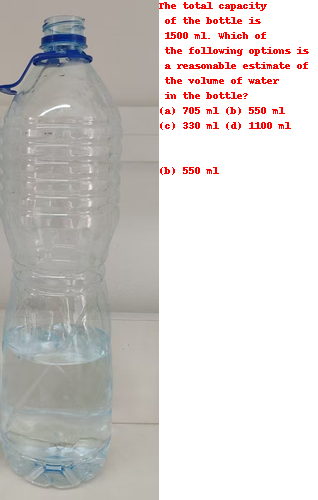 The total capacity
of the bottle is
1500 ml. Which of
the following options is
a reasonable estimate of
the volume of water
in the bottle?
(a) 705 ml (b) 550 ml
(c) 330 ml (d) 1100 ml
(b) 550 ml